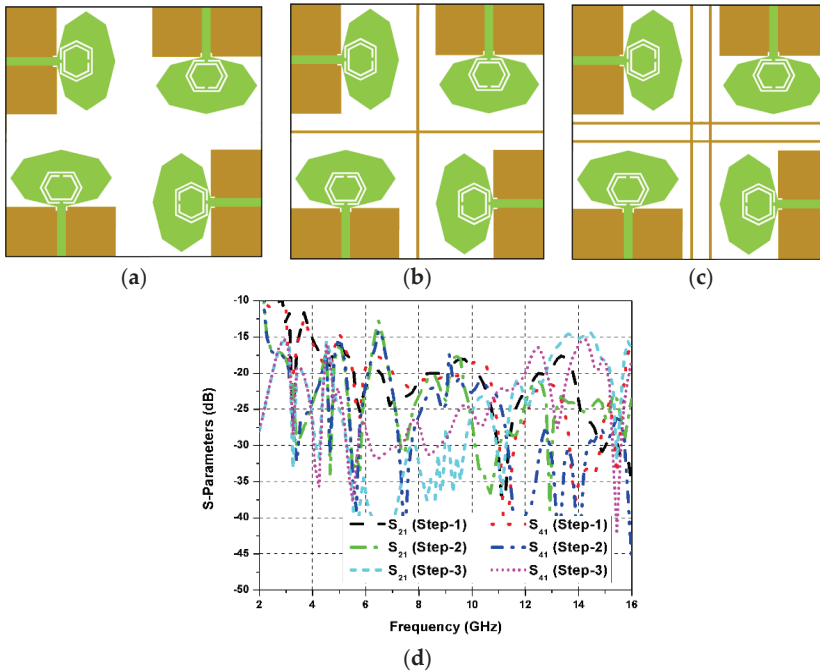 (a)
(b)
(c)
-10
-15
-20
-25
-30
-35
-40
-45
-50
S-Parameters (dB)
S21 (Step-1)
S41 (Step-1)
S21 (Step-2)
S41 (Step-2)
S21 (Step-3)
S41 (Step-3)
2 4 6 8 10 12 14 16
Frequency (GHz)
(d)